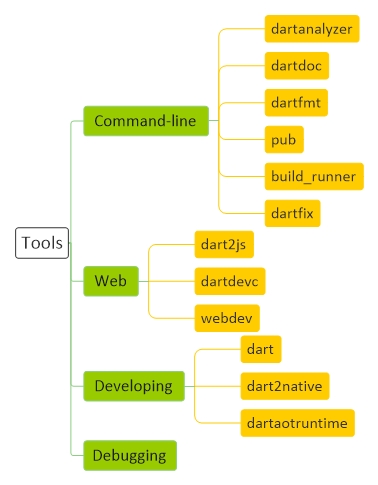 Tools
Command-line
dartanalyzer
dartdoc
dartfmt
pub
build_runner
dartfix
Web
dart2js
dartdevc
webdev
Developing
dart
dart2native
dartaotruntime
Debugging